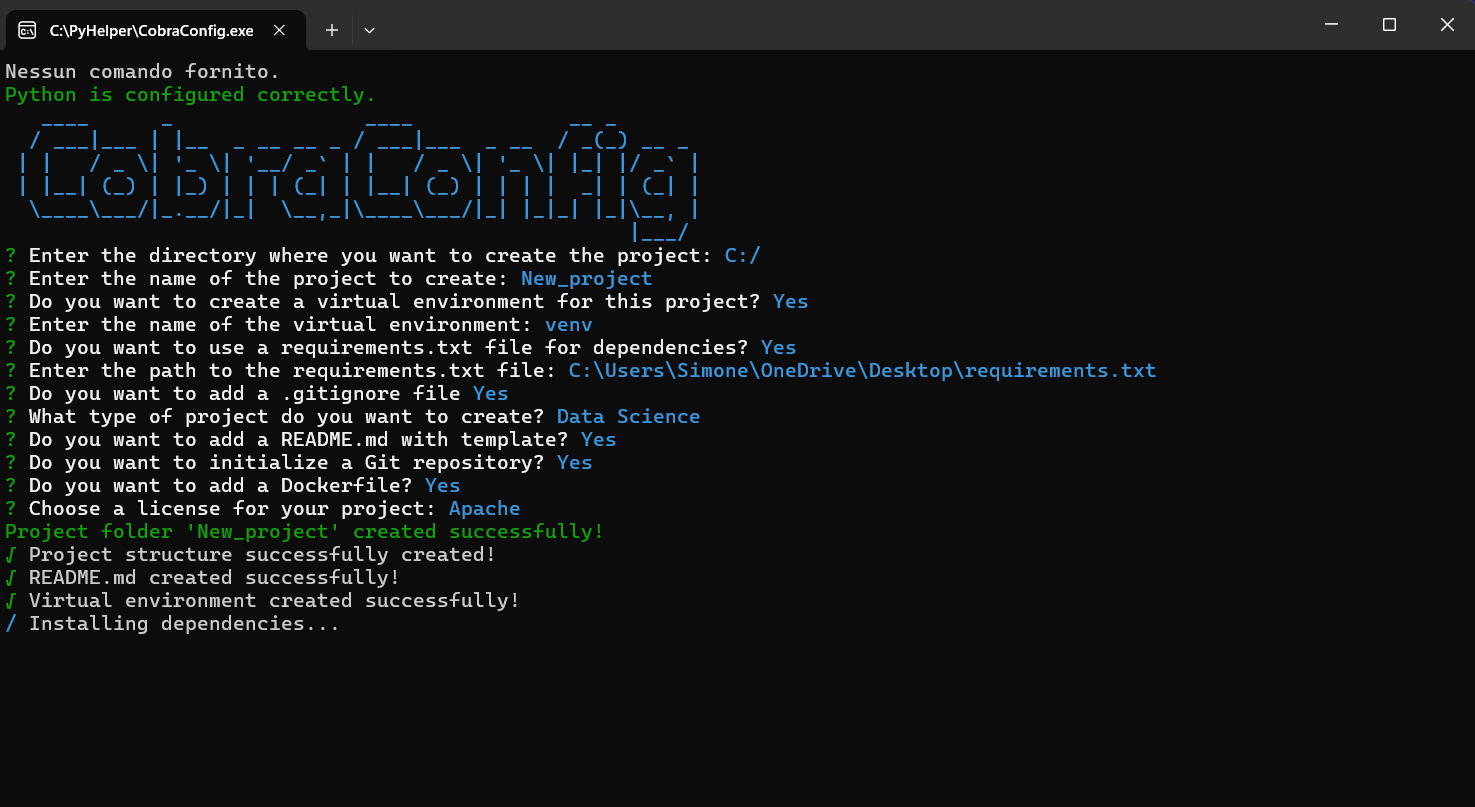 C:\PyHelper\CobraConfig.exe
Nessun comando fornito.
Python is configured correctly.
CobraConfig
? Enter the directory where you want to create the project: C:/
? Enter the name of the project to create: New_project
? Do you want to create a virtual environment for this project? Yes
? Enter the name of the virtual environment: venv
? Do you want to use a requirements.txt file for dependencies? Yes
? Enter the path to the requirements.txt file: C:\Users\Simone\OneDrive\Desktop\requirements.txt
? Do you want to add a .gitignore file Yes
? What type of project do you want to create? Data Science
? Do you want to add a README.md with template? Yes
? Do you want to initialize a Git repository? Yes
? Do you want to add a Dockerfile? Yes
? Choose a license for your project: Apache
Project folder 'New_project' created successfully!
√ Project structure successfully created!
√ README.md created successfully!
√ Virtual environment created successfully!
/ Installing dependencies...